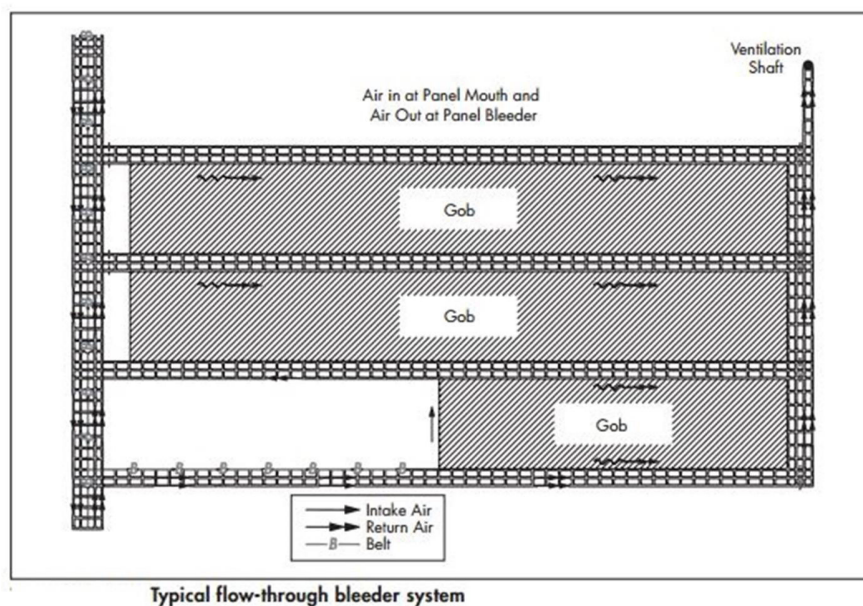 Ventilation
Shaft
Air in at Panel Mouth and
Air Out at Panel Bleeder
Gob
Gob
Gob
B B B B B B B
Intake Air
Return Air
B Belt
Typical flow-through bleeder system